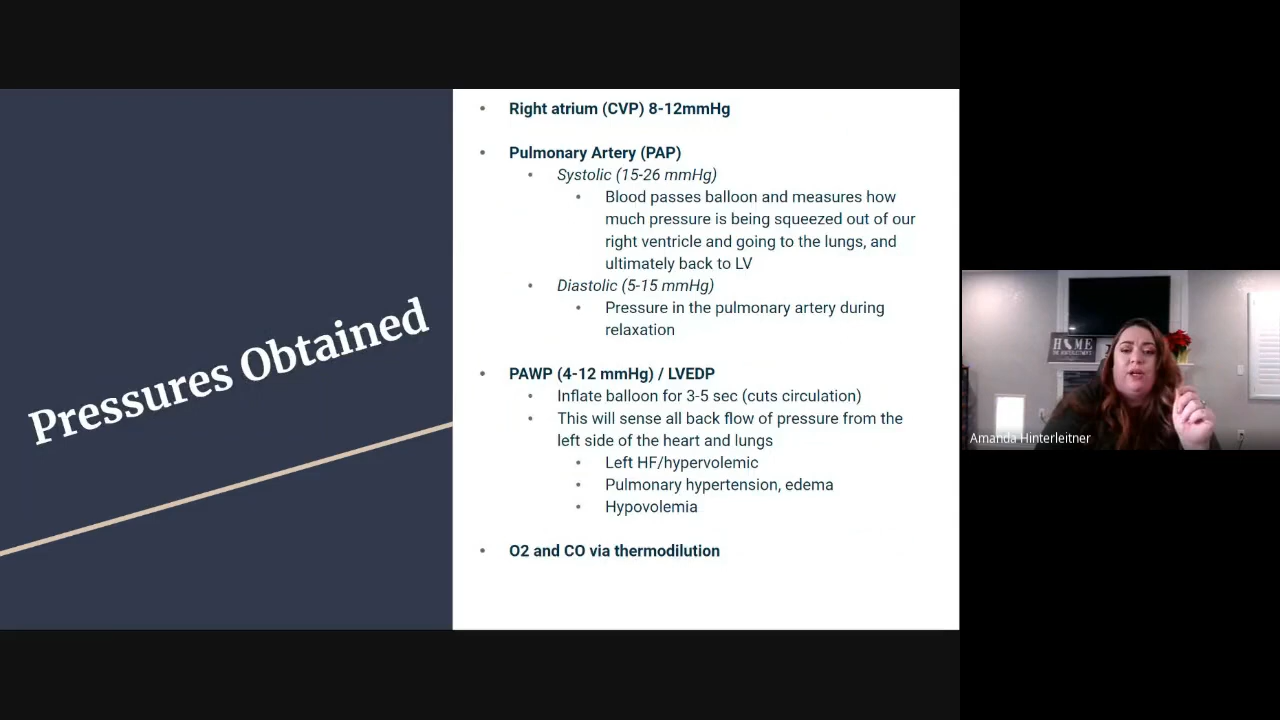 Pressures Obtained
• Right atrium (CVP) 8-12mmHg
• Pulmonary Artery (PAP)
• Systolic (15-26 mmHg)
• Blood passes balloon and measures how
much pressure is being squeezed out of our
right ventricle and going to the lungs, and
ultimately back to LV
• Diastolic (5-15 mmHg)
• Pressure in the pulmonary artery during
relaxation
• PAWP (4-12 mmHg) / LVEDP
• Inflate balloon for 3-5 sec (cuts circulation)
• This will sense all back flow of pressure from the
left side of the heart and lungs
• Left HF/hypervolemic
• Pulmonary hypertension, edema
• Hypovolemia
• O2 and CO via thermodilution
Amanda Hinterleitner